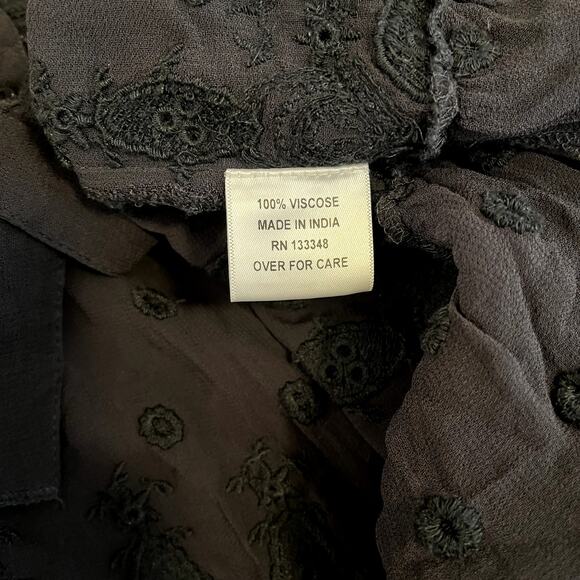 100% VISCOSE
MADE IN INDIA
RN 133348
OVER FOR CARE